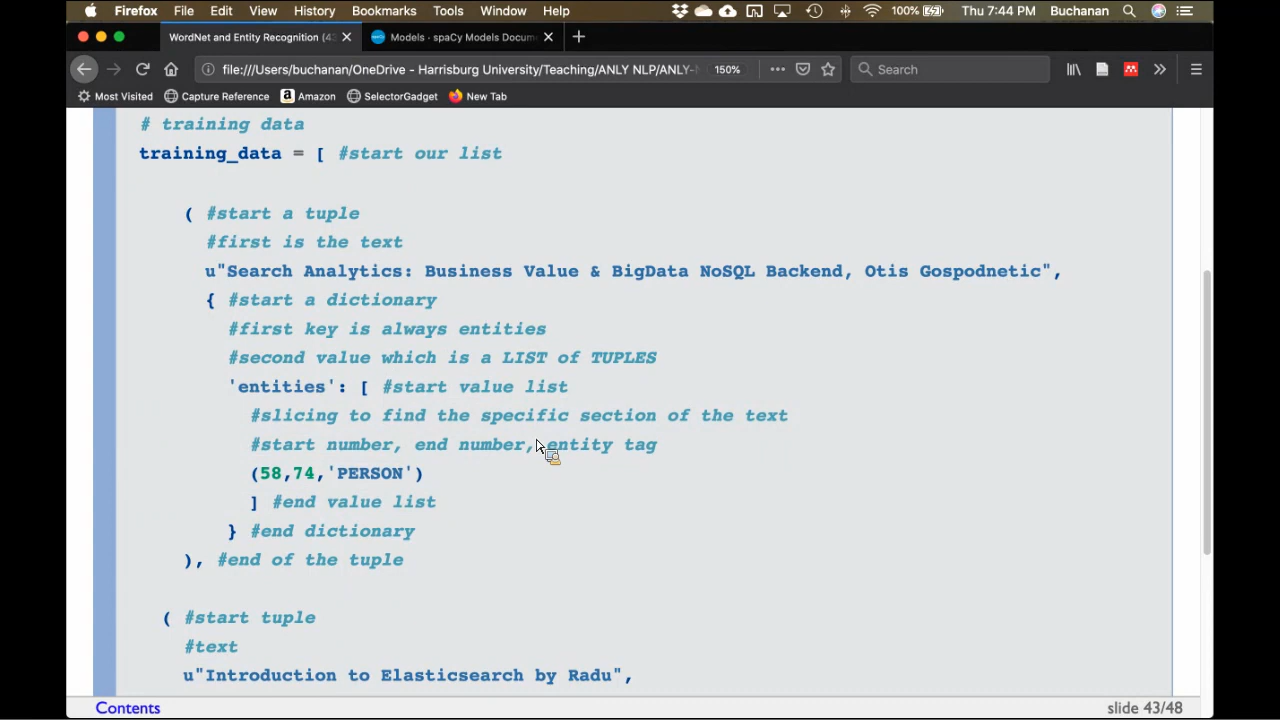 Firefox File Edit View History Bookmarks Tools Window Help 100% Thu 7:44 PM Buchanan
WordNet and Entity Recognition (43 Models · spaCy Models Docum
file:///Users/buchanan/OneDrive - Harrisburg University/Teaching/ANLY NLP/ANLY- 150% Search
Most Visited Capture Reference Amazon SelectorGadget New Tab
# training data
training_data = [ #start our list
( #start a tuple
#first is the text
u"Search Analytics: Business Value & BigData NoSQL Backend, Otis Gospodnetic",
{ #start a dictionary
#first key is always entities
#second value which is a LIST of TUPLES
'entities': [ #start value list
#slicing to find the specific section of the text
#start number, end number, entity tag
(58,74,'PERSON')
] #end value list
} #end dictionary
), #end of the tuple
( #start tuple
#text
u"Introduction to Elasticsearch by Radu",
Contents slide 43/48